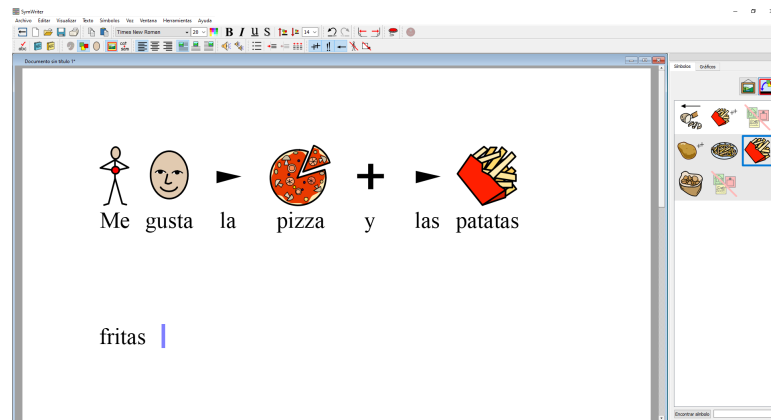 SymWriter
Archivo Editar Visualizar Texto Símbolos Voz Ventana Herramientas Ayuda
Times New Roman 28 B I U S 14
Documento sin título 1*
Símbolos Gráficos
Me gusta la pizza y las patatas
fritas
Encontrar símbolo